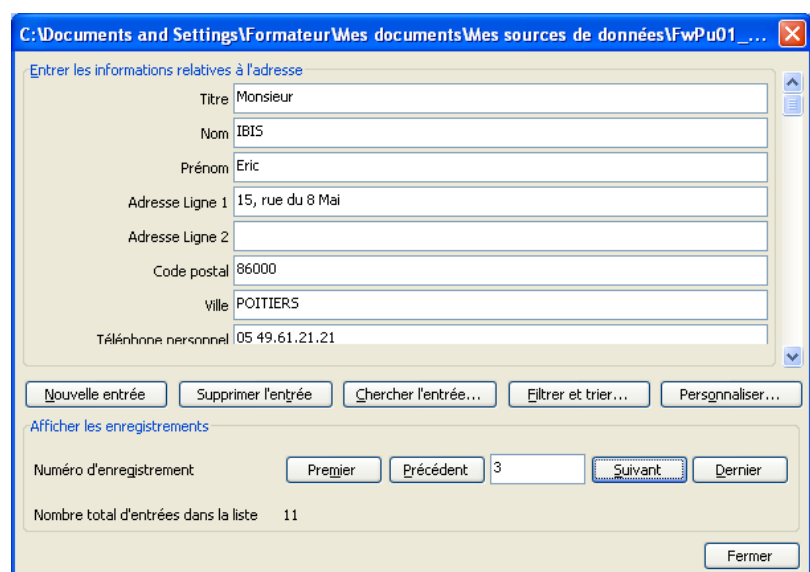 C:\Documents and Settings\Formateur\Mes documents\Mes sources de données\FwPu01_...
Entrer les informations relatives à l'adresse
Titre Monsieur
Nom IBIS
Prénom Eric
Adresse Ligne 1 15, rue du 8 Mai
Adresse Ligne 2
Code postal 86000
Ville POITIERS
Téléphone personnel 05 49.61.21.21
Nouvelle entrée Supprimer l'entrée Chercher l'entrée... Filtrer et trier... Personnaliser...
Afficher les enregistrements
Numéro d'enregistrement Premier Précédent 3 Suivant Dernier
Nombre total d'entrées dans la liste 11
Fermer